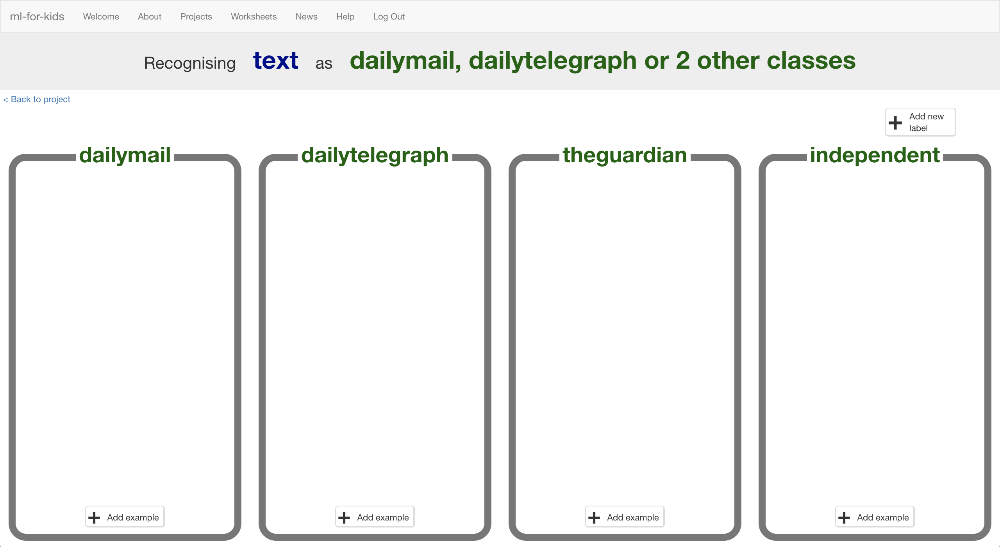 ml-for-kids Welcome About Projects Worksheets News Help Log Out
Recognising text as dailymail, dailytelegraph or 2 other classes
< Back to project
Add new
label
dailymail dailytelegraph theguardian independent
Add example Add example Add example Add example